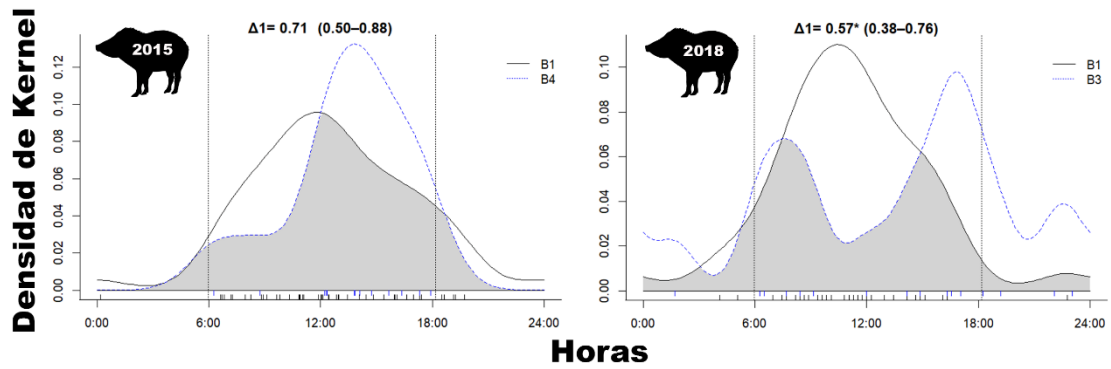 Densidad de Kernel
2015
Δ1= 0.71 (0.50–0.88)
B1
B4
0.12
0.10
0.08
0.06
0.04
0.02
0.00
0:00 6:00 12:00 18:00 24:00
2018
Δ1= 0.57* (0.38–0.76)
B1
B3
0.10
0.08
0.06
0.04
0.02
0.00
0:00 6:00 12:00 18:00 24:00
Horas